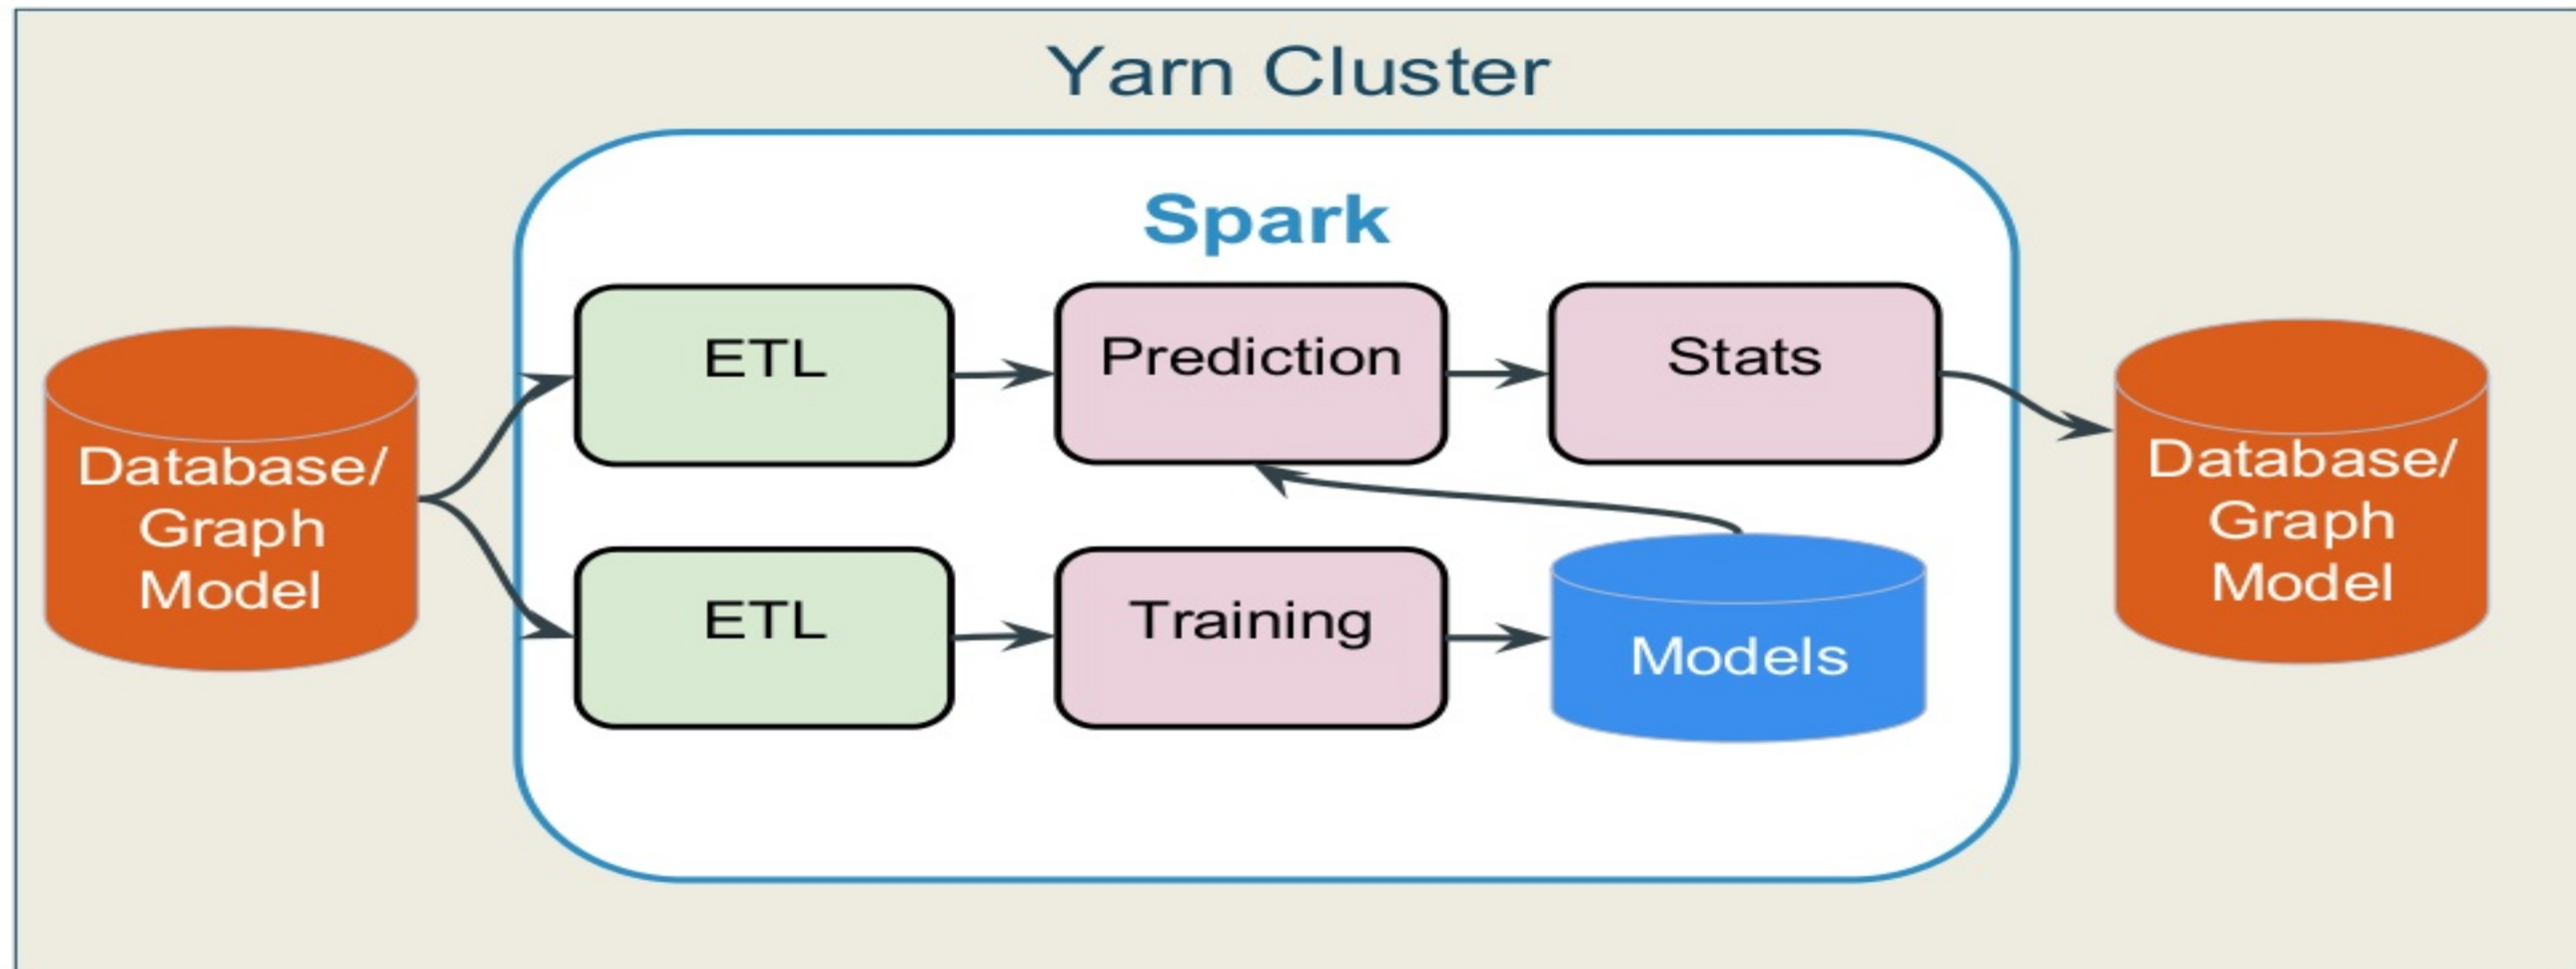 Yarn Cluster
Spark
Database/
Graph
Model
ETL
Prediction
Stats
ETL
Training
Models
Database/
Graph
Model